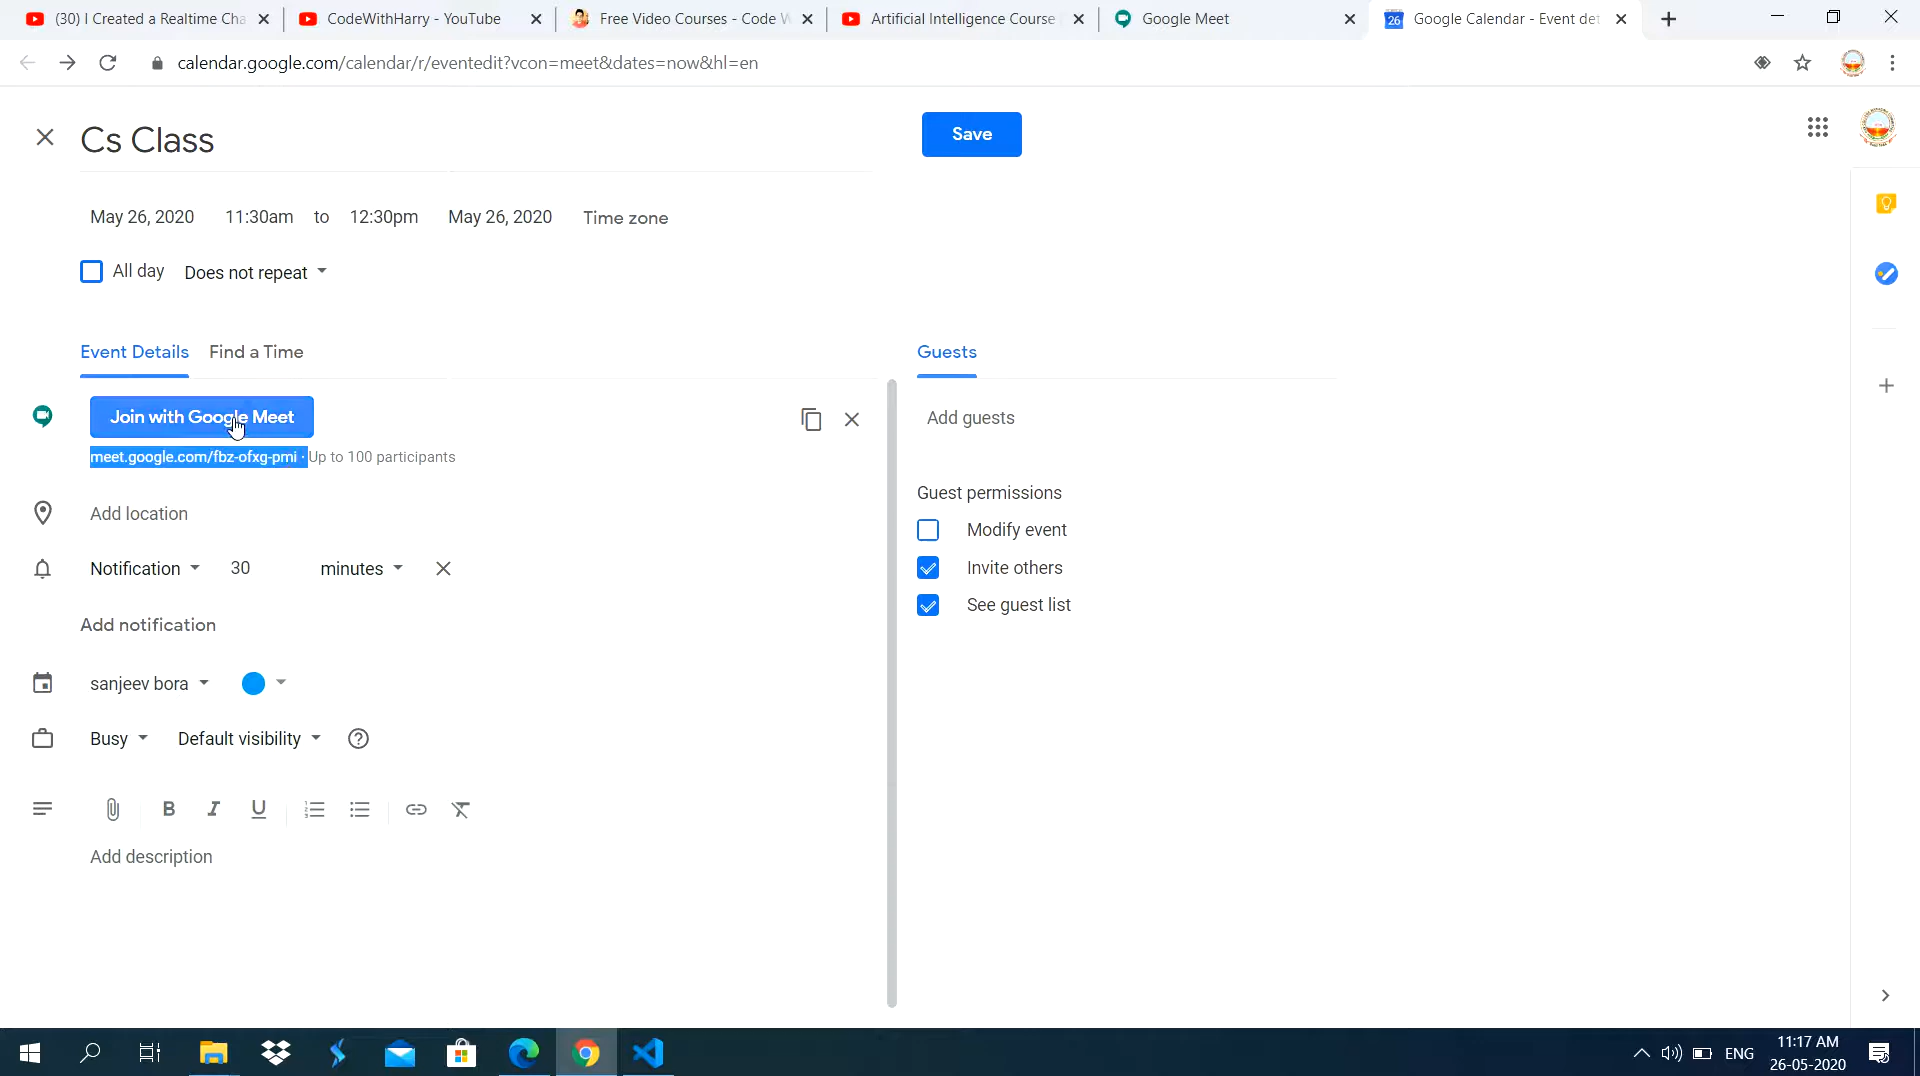 (30) I Created a Realtime Cha
CodeWithHarry - YouTube
Free Video Courses - Code W
Artificial Intelligence Course
Google Meet
26
Google Calendar - Event det
calendar.google.com/calendar/r/eventedit?vcon=meet&dates=now&hl=en
Cs Class
Save
May 26, 2020 11:30am to 12:30pm May 26, 2020 Time zone
All day Does not repeat
Event Details Find a Time
Guests
Join with Google Meet
Add guests
meet.google.com/fbz-ofxg-pmi · Up to 100 participants
Guest permissions
Add location
Modify event
Notification 30 minutes
Invite others
See guest list
Add notification
sanjeev bora
Busy Default visibility
B I U
Add description
ENG
11:17 AM
26-05-2020